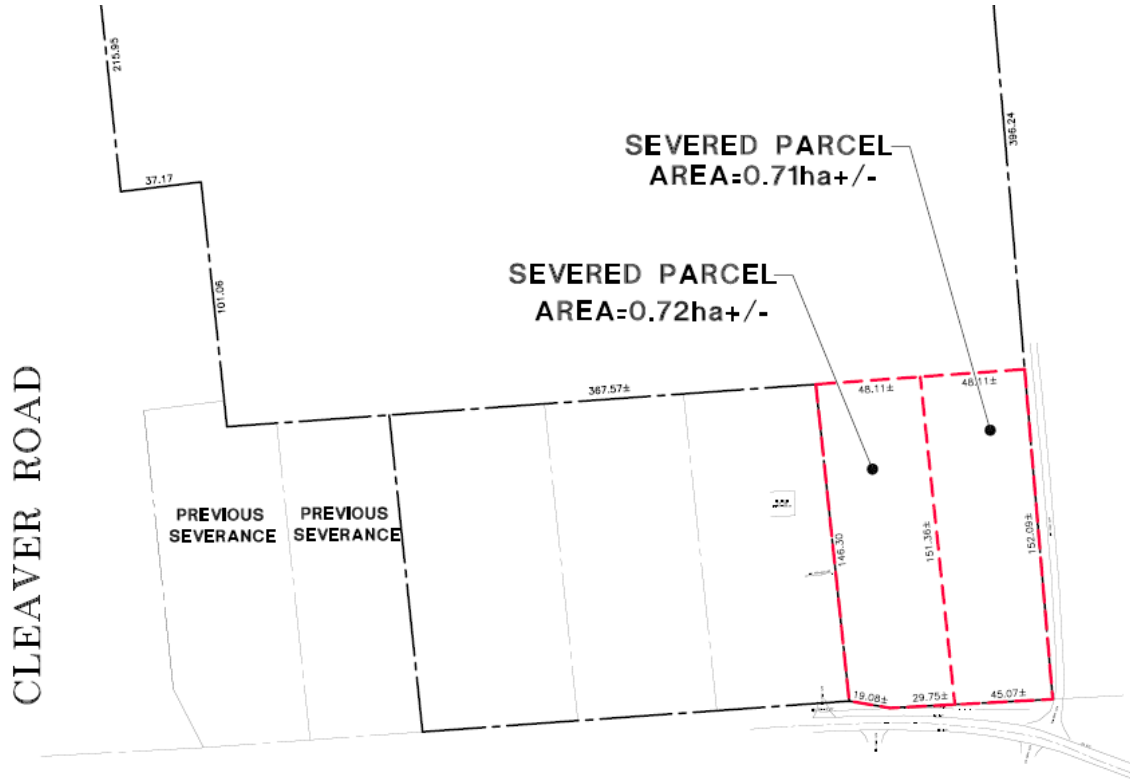 215.95
396.24
SEVERED PARCEL
AREA=0.71ha+/-
37.17
SEVERED PARCEL
AREA=0.72ha+/-
101.06
CLEAVER ROAD
367.57±
48.11±
48.11±
PREVIOUS
SEVERANCE
PREVIOUS
SEVERANCE
146.30
151.36±
152.09±
19.08±
29.75±
45.07±